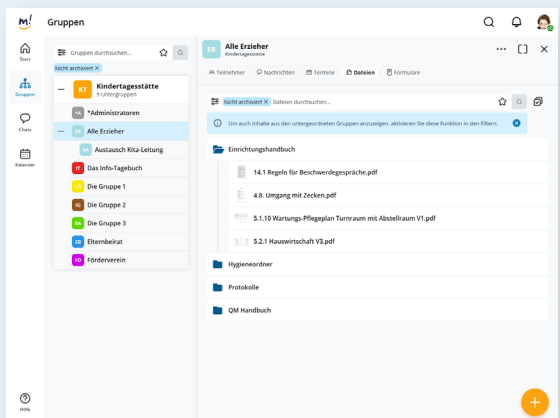 m!
Gruppen
Start
Gruppen
Chats
Kalender
Hilfe
Gruppen durchsuchen...
Nicht archiviert ×
KT
Kindertagesstätte
9 Untergruppen
*A
*Administratoren
Alle Erzieher
Austausch Kita-Leitung
IT
Das Info-Tagebuch
Die Gruppe 1
Die Gruppe 2
Die Gruppe 3
EB
Elternbeirat
Förderverein
ER
Alle Erzieher
Kindertagesstätte
Teilnehmer
Nachrichten
Termine
Dateien
Formulare
Nicht archiviert ×
Dateien durchsuchen...
Um auch Inhalte aus den untergeordneten Gruppen anzuzeigen, aktivieren Sie diese Funktion in den Filtern.
Einrichtungshandbuch
14.1 Regeln für Beschwerdegespräche.pdf
4.8. Umgang mit Zecken.pdf
5.1.10 Wartungs-Pflegeplan Turnraum mit Abstellraum V1.pdf
5.2.1 Hauswirtschaft V3.pdf
Hygieneordner
Protokolle
QM Handbuch